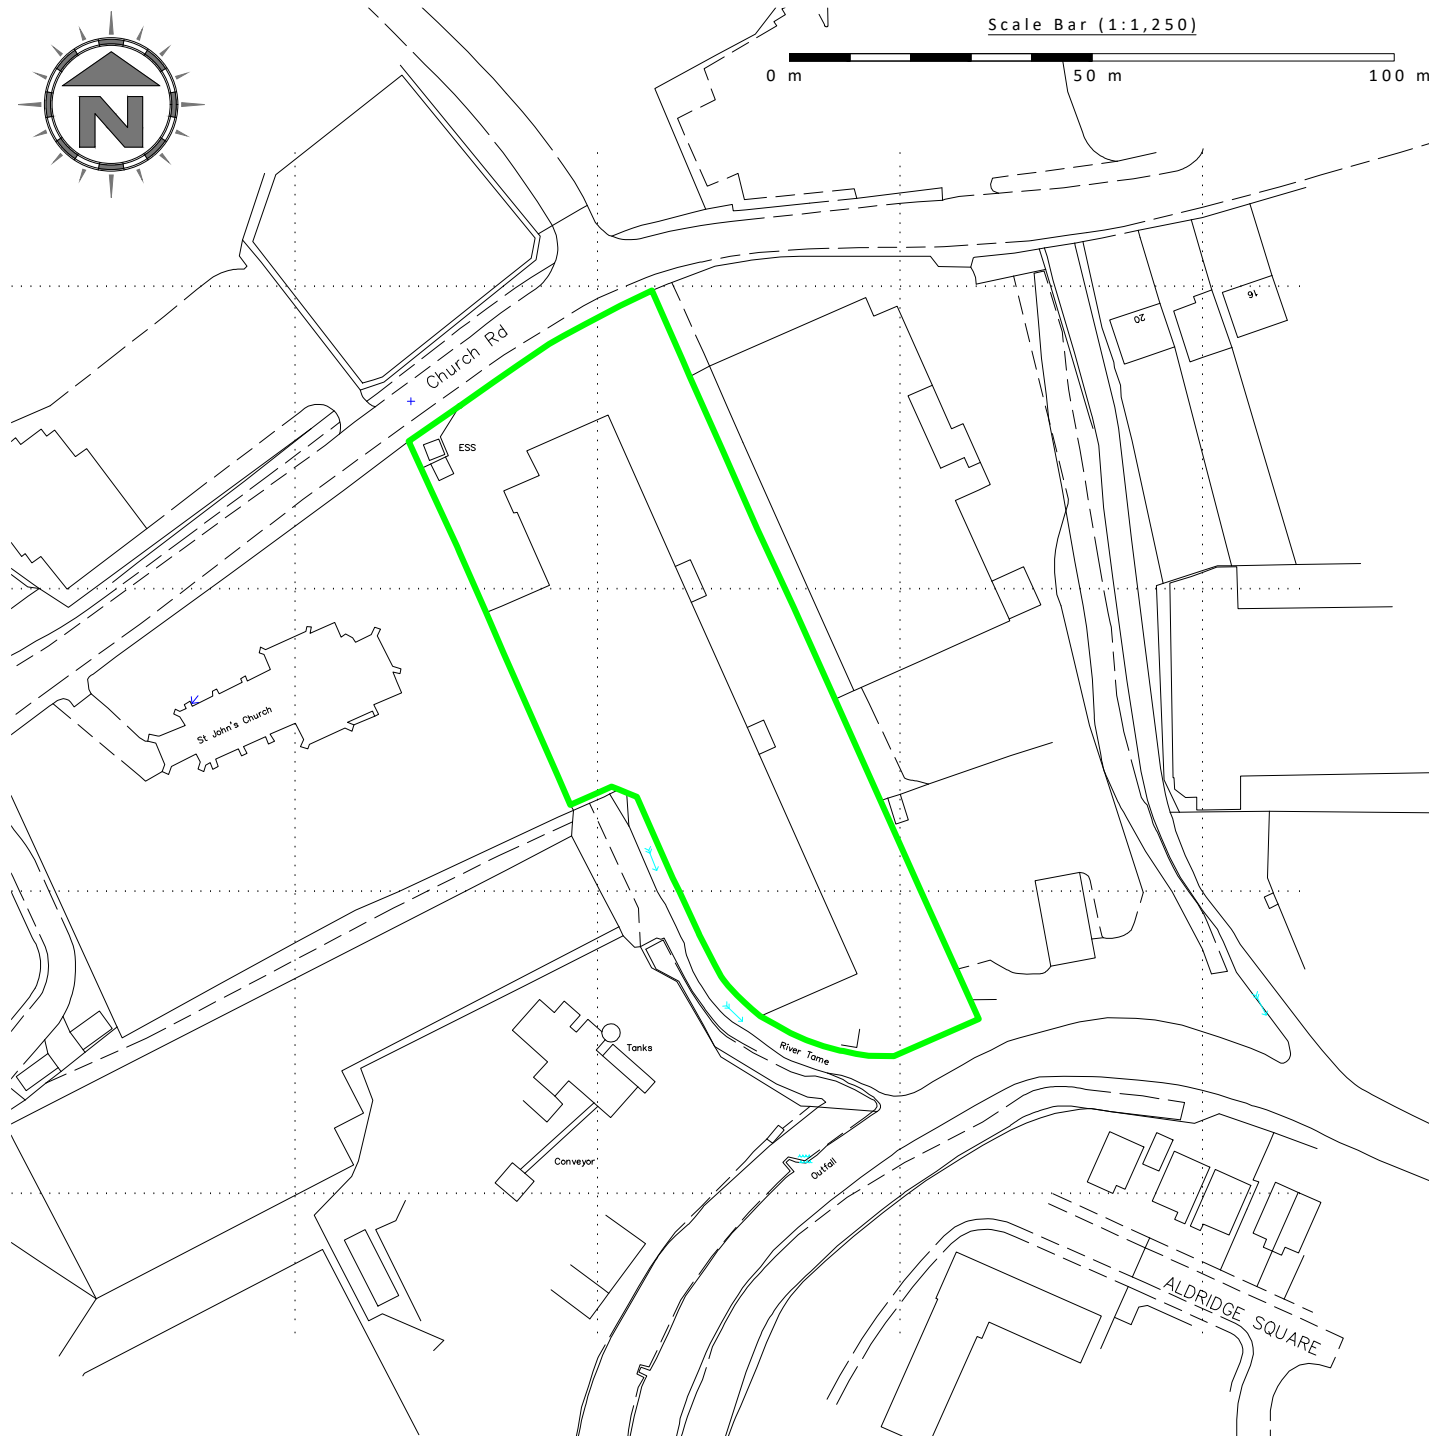 Scale Bar (1:1,250)
0 m 50 m 100 m
N
20
16
Church Rd
ESS
St John's Church
Tanks
River Tame
Conveyor
Outfall
ALDRIDGE SQUARE